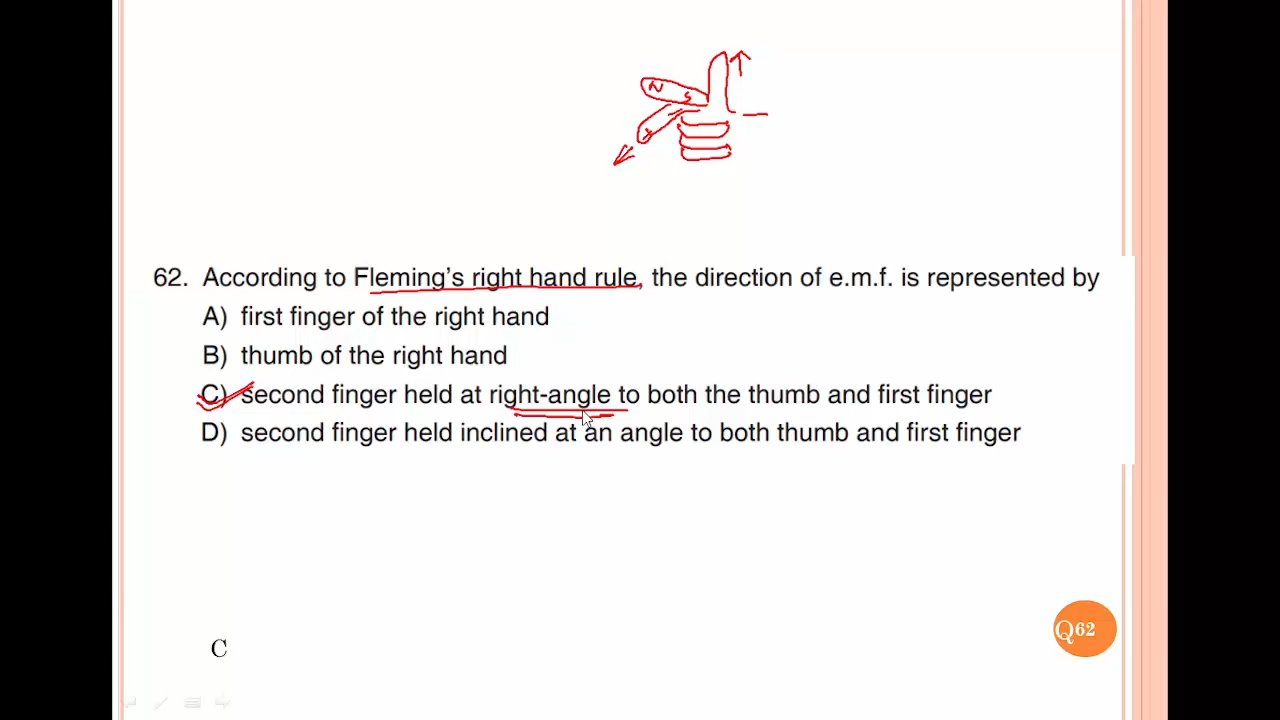 N S
62. According to Fleming's right hand rule, the direction of e.m.f. is represented by
A) first finger of the right hand
B) thumb of the right hand
C) second finger held at right-angle to both the thumb and first finger
D) second finger held inclined at an angle to both thumb and first finger
Q62
C